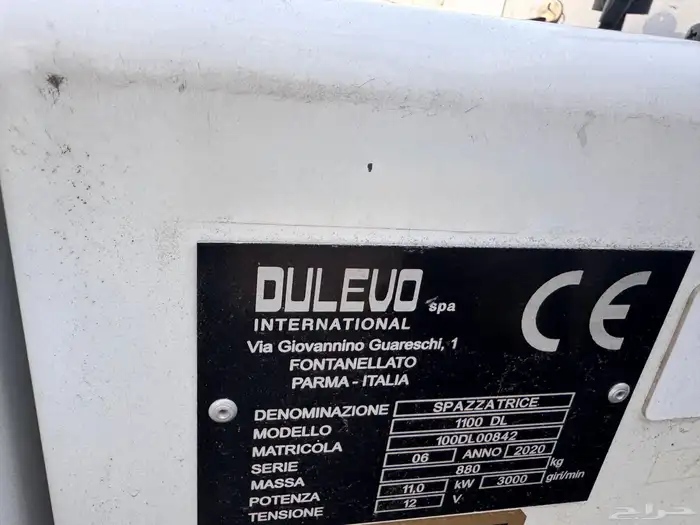 DULEVO spa
INTERNATIONAL
Via Giovannino Guareschi, 1
FONTANELLATO
PARMA - ITALIA
CE
DENOMINAZIONE SPAZZATRICE
MODELLO 1100 DL
MATRICOLA 100DL00842
SERIE 06 ANNO 2020
MASSA 880 kg
POTENZA 11,0 kW 3000 giri/min
TENSIONE 12 V
حراج